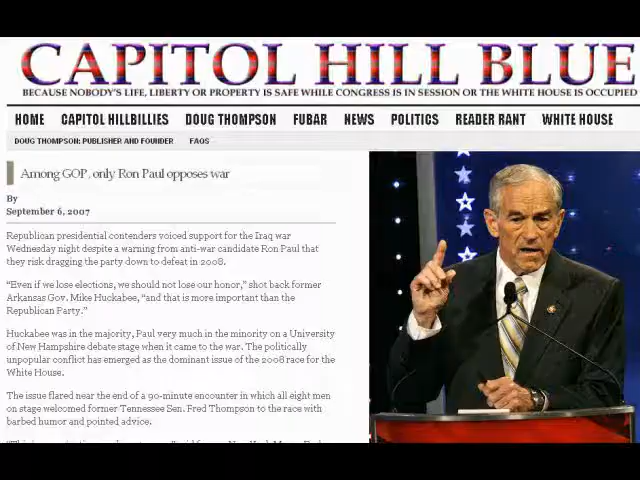 CAPITOL HILL BLUE
BECAUSE NOBODY'S LIFE, LIBERTY OR PROPERTY IS SAFE WHILE CONGRESS IS IN SESSION OR THE WHITE HOUSE IS OCCUPIED
HOME CAPITOL HILLBILLIES DOUG THOMPSON FUBAR NEWS POLITICS READER RANT WHITE HOUSE
DOUG THOMPSON: PUBLISHER AND FOUNDER FAQS
Among GOP, only Ron Paul opposes war
By
September 6, 2007
Republican presidential contenders voiced support for the Iraq war
Wednesday night despite a warning from anti-war candidate Ron Paul that
they risk dragging the party down to defeat in 2008.
“Even if we lose elections, we should not lose our honor,” shot back former
Arkansas Gov. Mike Huckabee, “and that is more important than the
Republican Party.”
Huckabee was in the majority, Paul very much in the minority on a University
of New Hampshire debate stage when it came to the war. The politically
unpopular conflict has emerged as the dominant issue of the 2008 race for the
White House.
The issue flared near the end of a 90-minute encounter in which all eight men
on stage welcomed former Tennessee Sen. Fred Thompson to the race with
barbed humor and pointed advice.